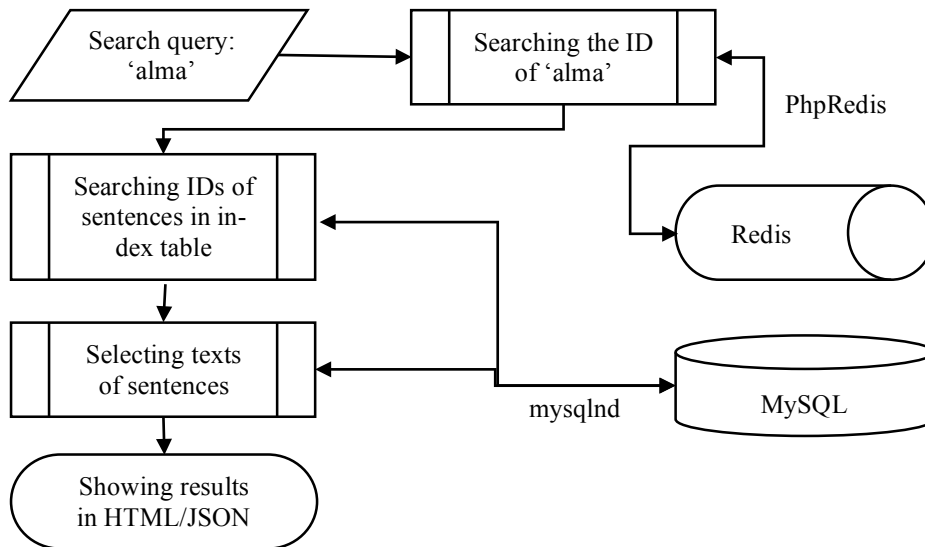 Search query:
‘alma’
Searching the ID
of ‘alma’
PhpRedis
Searching IDs of
sentences in in-
dex table
Redis
Selecting texts
of sentences
mysqlnd
MySQL
Showing results
in HTML/JSON